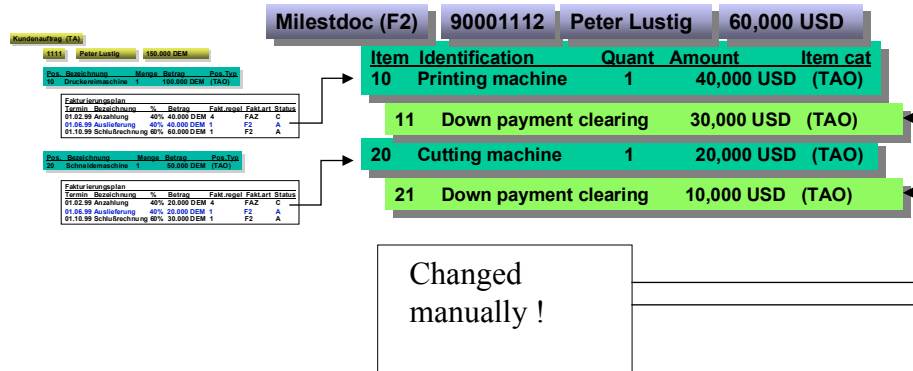 Milestdoc (F2) 90001112 Peter Lustig 60,000 USD
Kundenauftrag (TA)
1111 Peter Lustig 150.000 DEM
Pos. Bezeichnung Menge Betrag Pos.Typ
10 Druckereimaschine 1 100.000 DEM (TAO)
Fakturierungsplan
Termin Bezeichnung % Betrag Fakt.regel Fakt.art Status
01.02.99 Anzahlung 40% 40.000 DEM 4 FAZ C
01.06.99 Auslieferung 40% 40.000 DEM 1 F2 A
01.10.99 Schlußrechnung 60% 60.000 DEM 1 F2 A
Pos. Bezeichnung Menge Betrag Pos.Typ
20 Schneidemaschine 1 50.000 DEM (TAO)
Fakturierungsplan
Termin Bezeichnung % Betrag Fakt.regel Fakt.art Status
01.02.99 Anzahlung 40% 20.000 DEM 4 FAZ C
01.06.99 Auslieferung 40% 20.000 DEM 1 F2 A
01.10.99 Schlußrechnung 60% 30.000 DEM 1 F2 A
Item Identification Quant Amount Item cat
10 Printing machine 1 40,000 USD (TAO)
11 Down payment clearing 30,000 USD (TAO)
20 Cutting machine 1 20,000 USD (TAO)
21 Down payment clearing 10,000 USD (TAO)
Changed
manually !